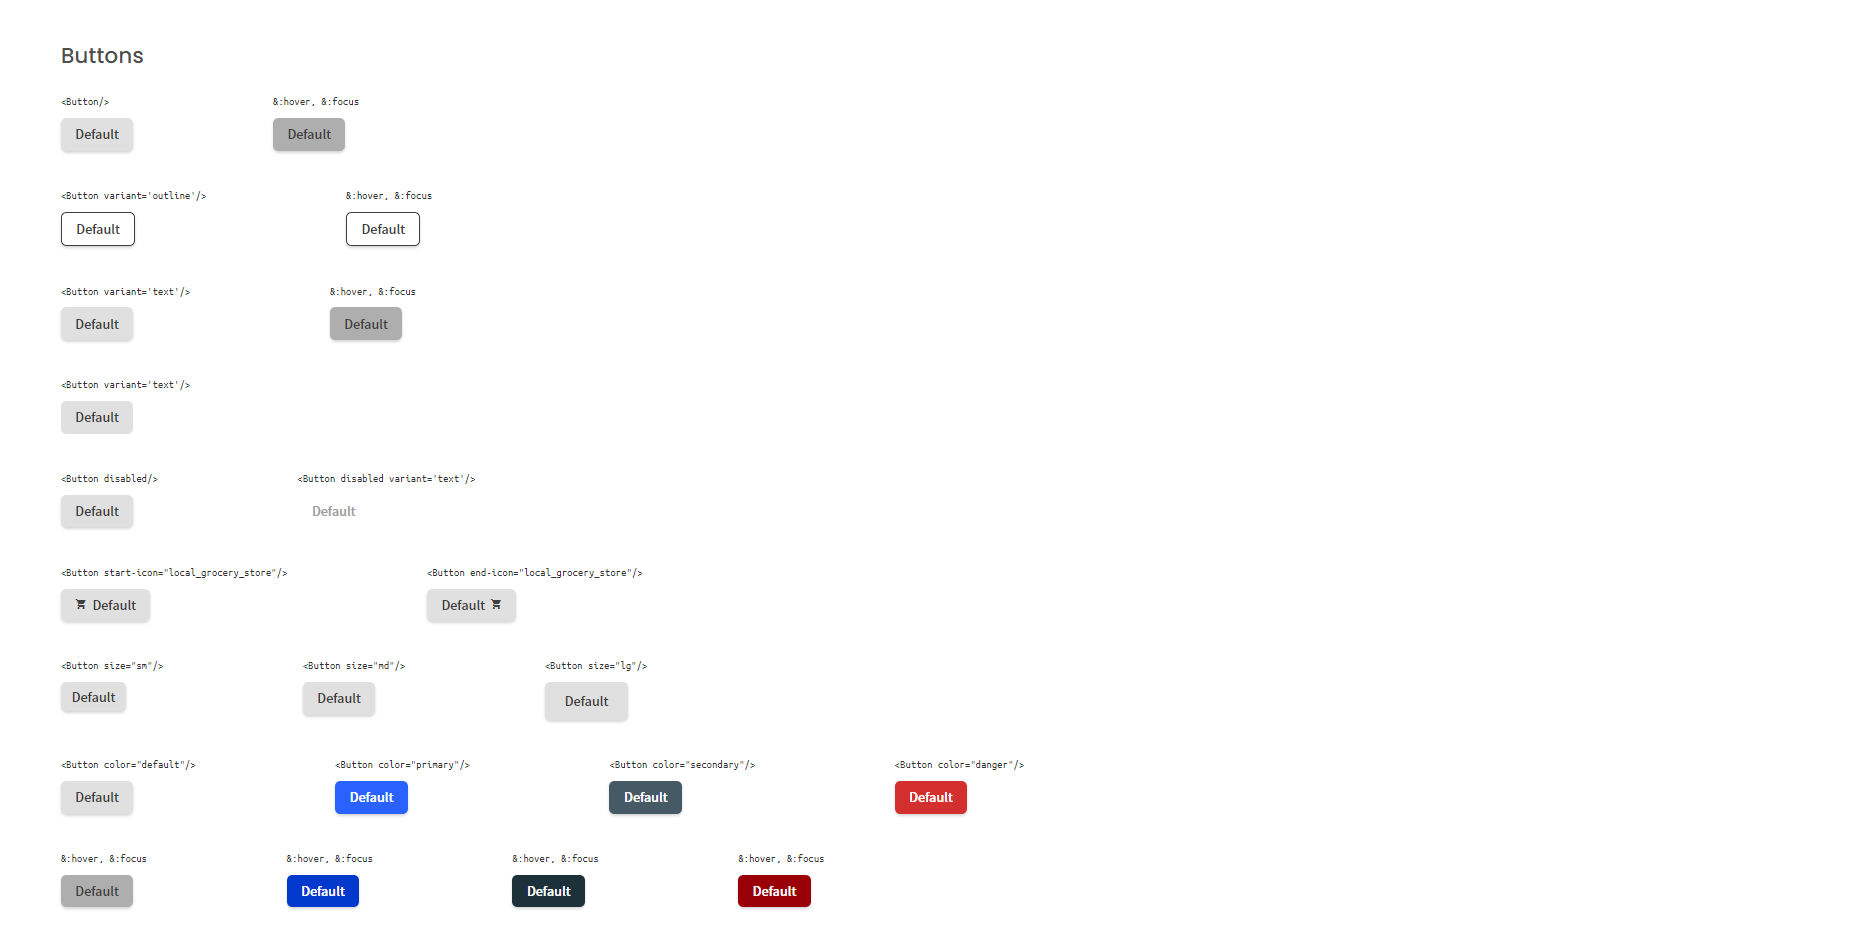 Buttons
<Button/> &:hover, &:focus
Default Default
<Button variant='outline'/> &:hover, &:focus
Default Default
<Button variant='text'/> &:hover, &:focus
Default Default
<Button variant='text'/>
Default
<Button disabled/> <Button disabled variant='text'/>
Default Default
<Button start-icon="local_grocery_store"/> <Button end-icon="local_grocery_store"/>
Default Default
<Button size="sm"/> <Button size="md"/> <Button size="lg"/>
Default Default Default
<Button color="default"/> <Button color="primary"/> <Button color="secondary"/> <Button color="danger"/>
Default Default Default Default
&:hover, &:focus &:hover, &:focus &:hover, &:focus &:hover, &:focus
Default Default Default Default